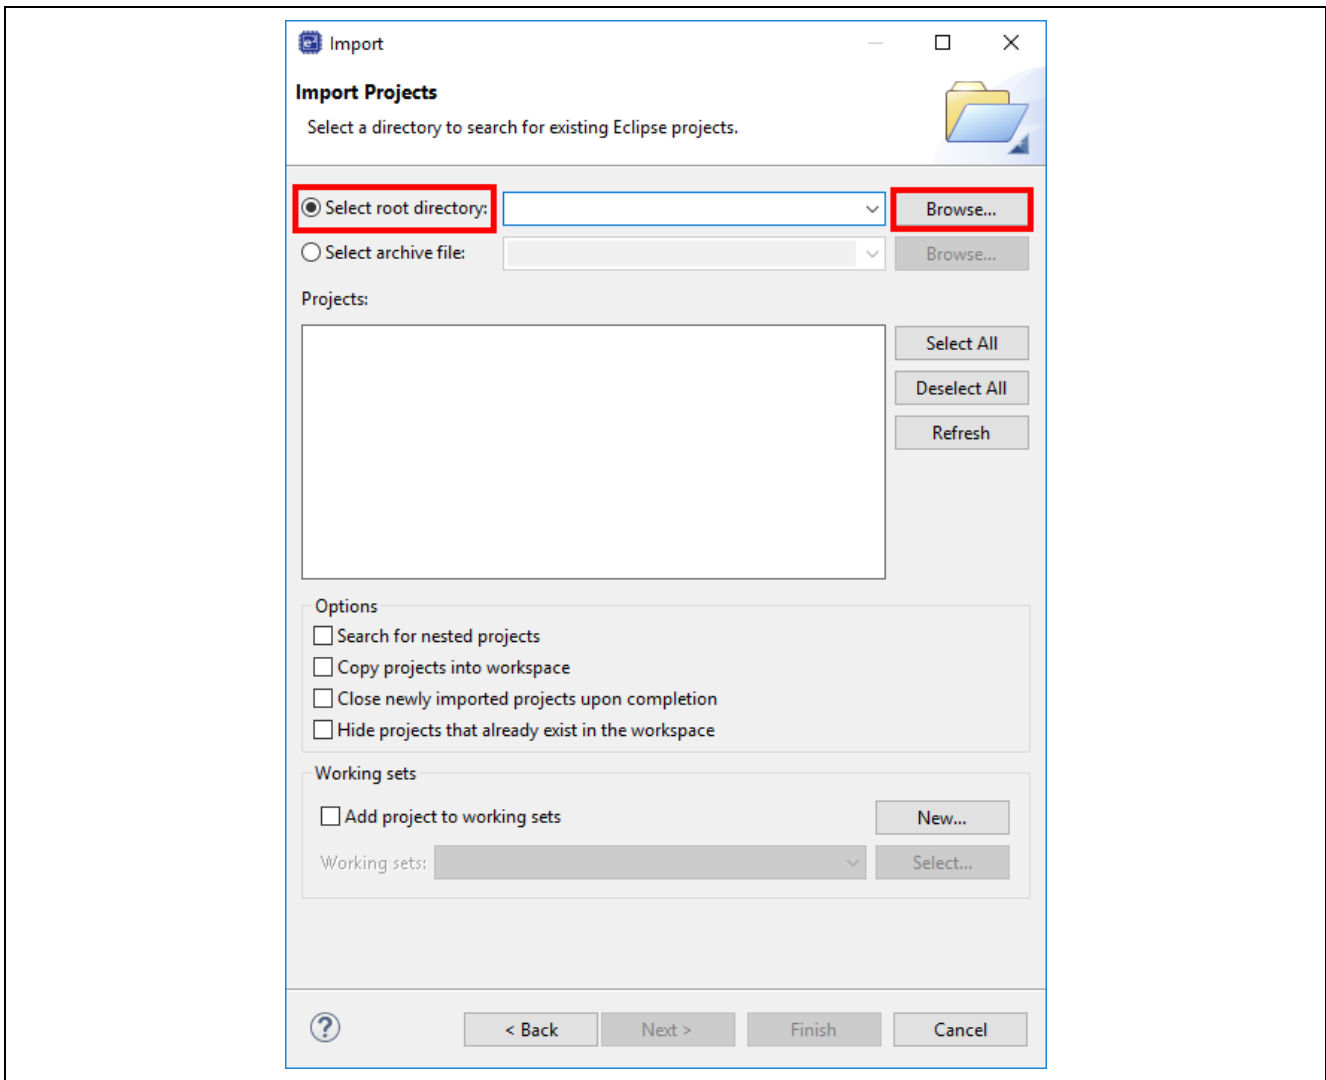 Import
Import Projects
Select a directory to search for existing Eclipse projects.
Select root directory: Browse...
Select archive file: Browse...
Projects:
Select All
Deselect All
Refresh
Options
Search for nested projects
Copy projects into workspace
Close newly imported projects upon completion
Hide projects that already exist in the workspace
Working sets
Add project to working sets New...
Working sets: Select...
? < Back Next > Finish Cancel